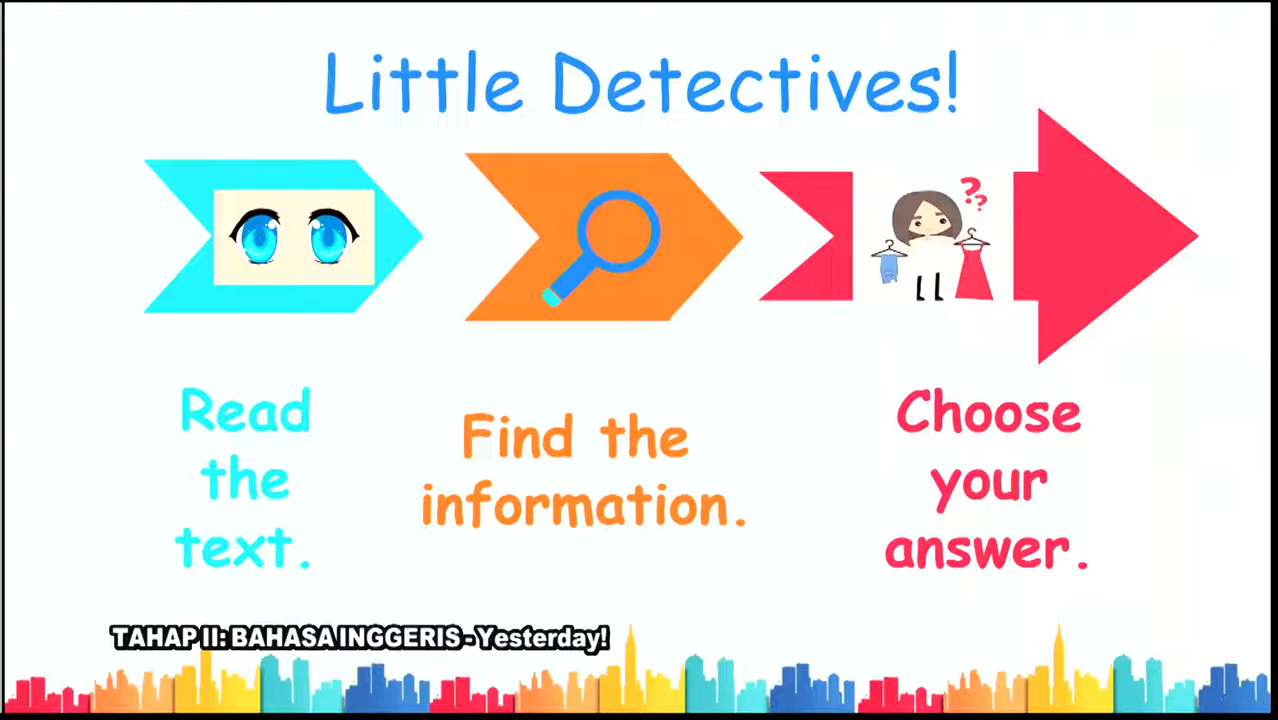 Little Detectives!
Read
the
text.
Find the
information.
Choose
your
answer.
TAHAP II: BAHASA INGGERIS - Yesterday!